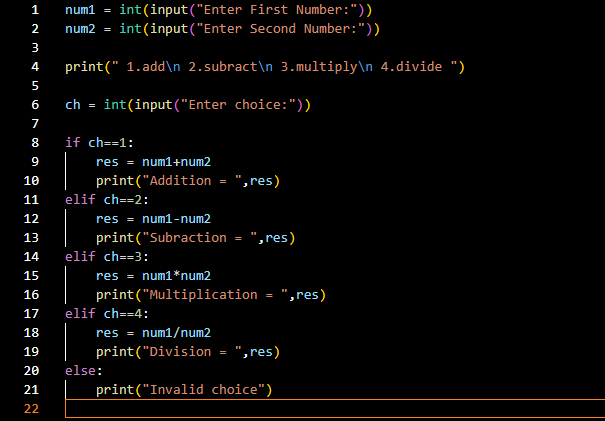 1 num1 = int(input("Enter First Number:"))
2 num2 = int(input("Enter Second Number:"))
3
4 print(" 1.add\n 2.subract\n 3.multiply\n 4.divide ")
5
6 ch = int(input("Enter choice:"))
7
8 if ch==1:
9     res = num1+num2
10     print("Addition = ",res)
11 elif ch==2:
12     res = num1-num2
13     print("Subraction = ",res)
14 elif ch==3:
15     res = num1*num2
16     print("Multiplication = ",res)
17 elif ch==4:
18     res = num1/num2
19     print("Division = ",res)
20 else:
21     print("Invalid choice")
22